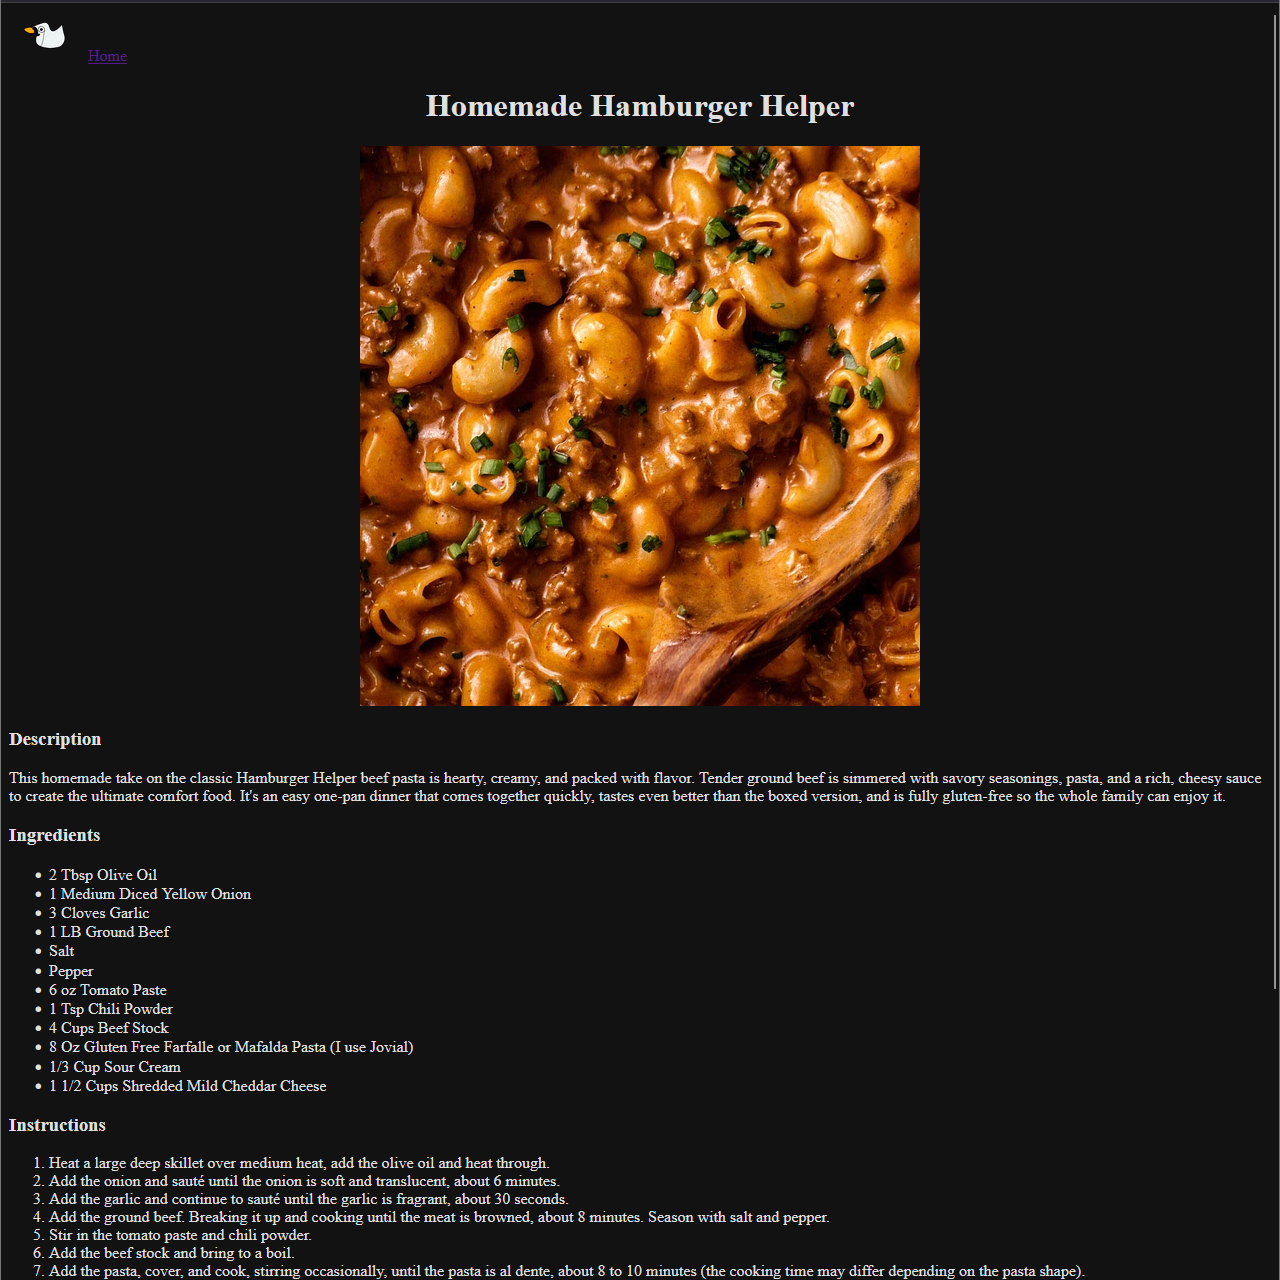 Home
Homemade Hamburger Helper
Description
This homemade take on the classic Hamburger Helper beef pasta is hearty, creamy, and packed with flavor. Tender ground beef is simmered with savory seasonings, pasta, and a rich, cheesy sauce
to create the ultimate comfort food. It's an easy one-pan dinner that comes together quickly, tastes even better than the boxed version, and is fully gluten-free so the whole family can enjoy it.
Ingredients
• 2 Tbsp Olive Oil
• 1 Medium Diced Yellow Onion
• 3 Cloves Garlic
• 1 LB Ground Beef
• Salt
• Pepper
• 6 oz Tomato Paste
• 1 Tsp Chili Powder
• 4 Cups Beef Stock
• 8 Oz Gluten Free Farfalle or Mafalda Pasta (I use Jovial)
• 1/3 Cup Sour Cream
• 1 1/2 Cups Shredded Mild Cheddar Cheese
Instructions
1. Heat a large deep skillet over medium heat, add the olive oil and heat through.
2. Add the onion and sauté until the onion is soft and translucent, about 6 minutes.
3. Add the garlic and continue to sauté until the garlic is fragrant, about 30 seconds.
4. Add the ground beef. Breaking it up and cooking until the meat is browned, about 8 minutes. Season with salt and pepper.
5. Stir in the tomato paste and chili powder.
6. Add the beef stock and bring to a boil.
7. Add the pasta, cover, and cook, stirring occasionally, until the pasta is al dente, about 8 to 10 minutes (the cooking time may differ depending on the pasta shape).